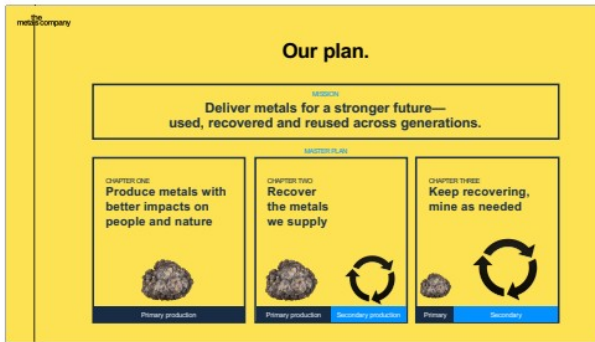 the
metals company
Our plan.
MISSION
Deliver metals for a stronger future—
used, recovered and reused across generations.
MASTER PLAN
CHAPTER ONE
Produce metals with
better impacts on
people and nature
Primary production
CHAPTER TWO
Recover
the metals
we supply
Primary production
Secondary production
CHAPTER THREE
Keep recovering,
mine as needed
Primary
Secondary